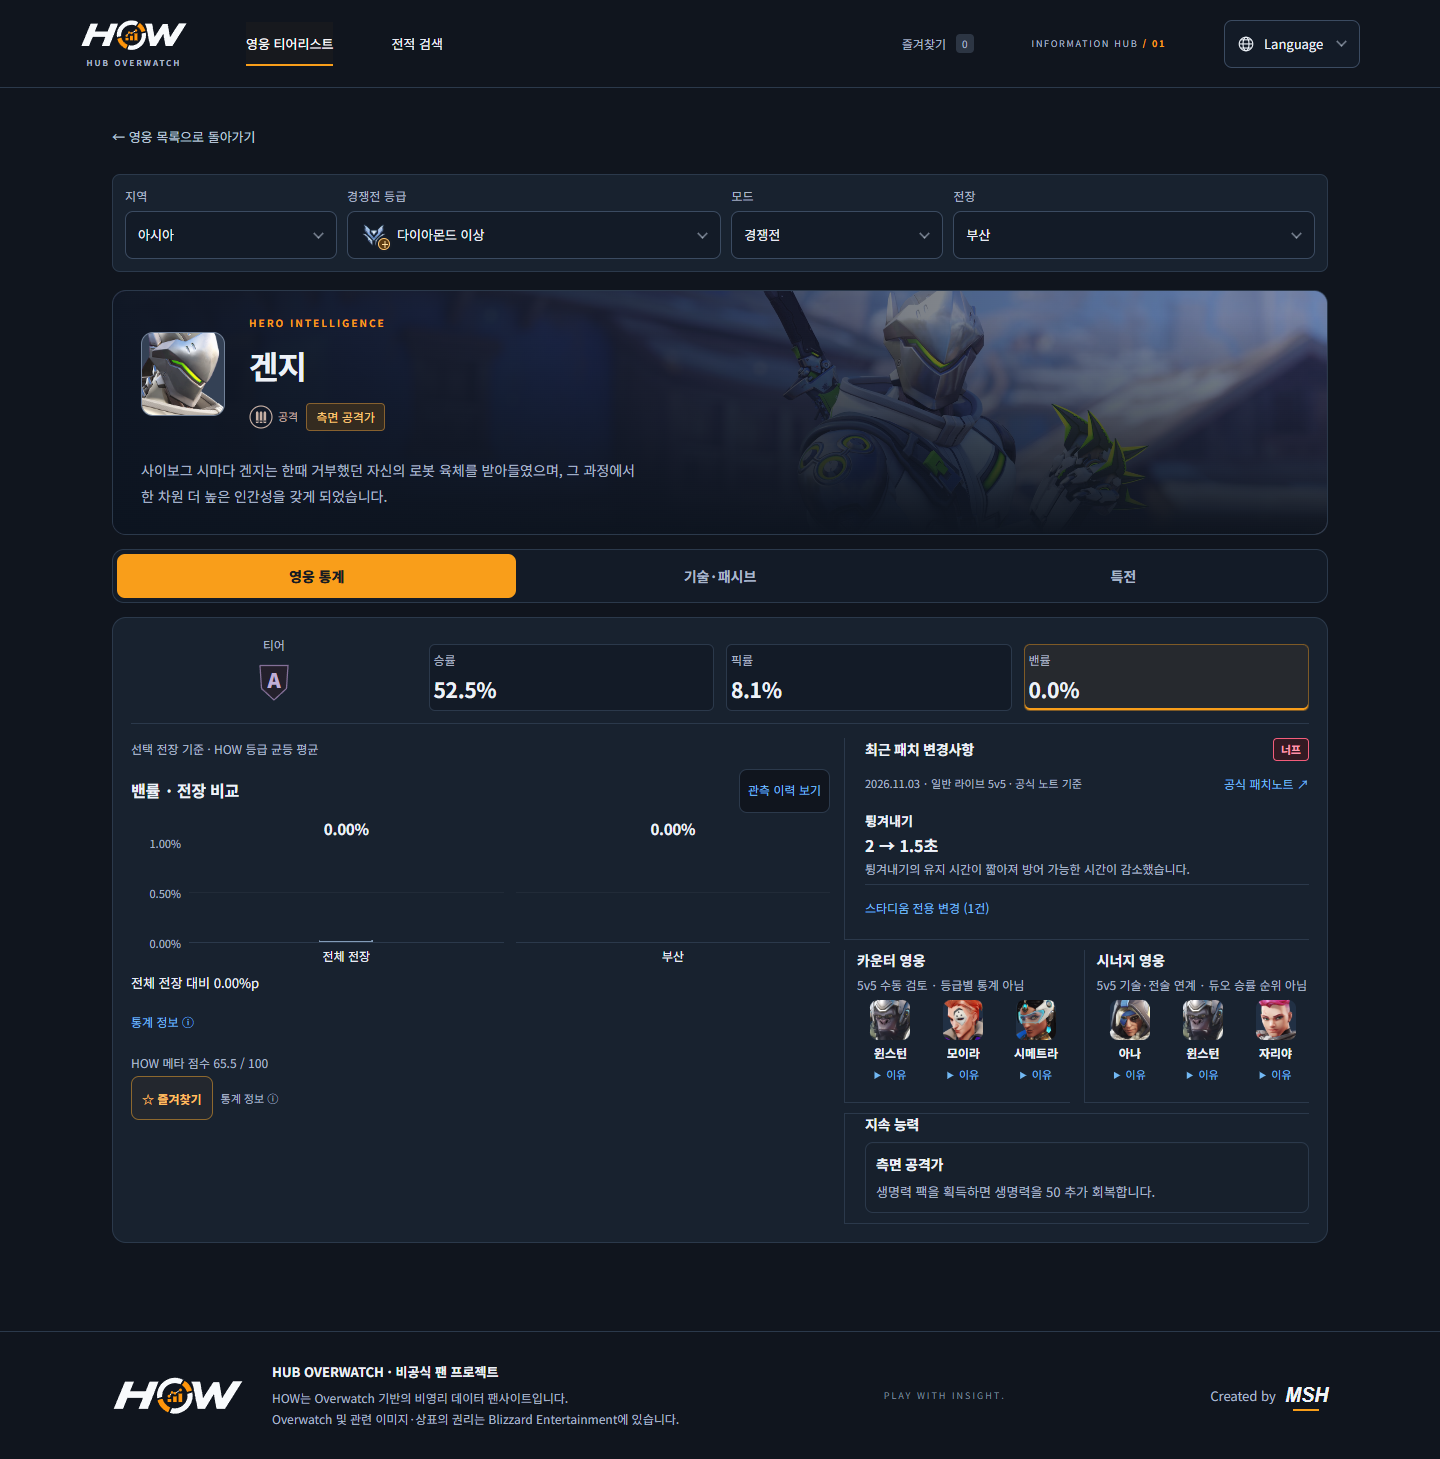 HOW
HUB OVERWATCH
영웅 티어리스트
전적 검색
즐겨찾기 0
INFORMATION HUB / 01
Language
← 영웅 목록으로 돌아가기
지역
경쟁전 등급
모드
전장
아시아
다이아몬드 이상
경쟁전
부산
HERO INTELLIGENCE
겐지
공격
측면 공격가
사이보그 시마다 겐지는 한때 거부했던 자신의 로봇 육체를 받아들였으며, 그 과정에서
한 차원 더 높은 인간성을 갖게 되었습니다.
영웅 통계
기술·패시브
특전
티어
A
승률
52.5%
픽률
8.1%
밴률
0.0%
선택 전장 기준 · HOW 등급 균등 평균
밴률 · 전장 비교
관측 이력 보기
0.00%
0.00%
1.00%
0.50%
0.00%
전체 전장
부산
전체 전장 대비 0.00%p
통계 정보 ⓘ
HOW 메타 점수 65.5 / 100
☆ 즐겨찾기
통계 정보 ⓘ
최근 패치 변경사항
너프
2026.11.03 · 일반 라이브 5v5 · 공식 노트 기준
공식 패치노트 ↗
튕겨내기
2 → 1.5초
튕겨내기의 유지 시간이 짧아져 방어 가능한 시간이 감소했습니다.
스타디움 전용 변경 (1건)
카운터 영웅
5v5 수동 검토 · 등급별 통계 아님
윈스턴
모이라
시메트라
▶ 이유
▶ 이유
▶ 이유
시너지 영웅
5v5 기술·전술 연계 · 듀오 승률 순위 아님
아나
윈스턴
자리야
▶ 이유
▶ 이유
▶ 이유
지속 능력
측면 공격가
생명력 팩을 획득하면 생명력을 50 추가 회복합니다.
HOW
HUB OVERWATCH · 비공식 팬 프로젝트
HOW는 Overwatch 기반의 비영리 데이터 팬사이트입니다.
Overwatch 및 관련 이미지·상표의 권리는 Blizzard Entertainment에 있습니다.
PLAY WITH INSIGHT.
Created by MSH